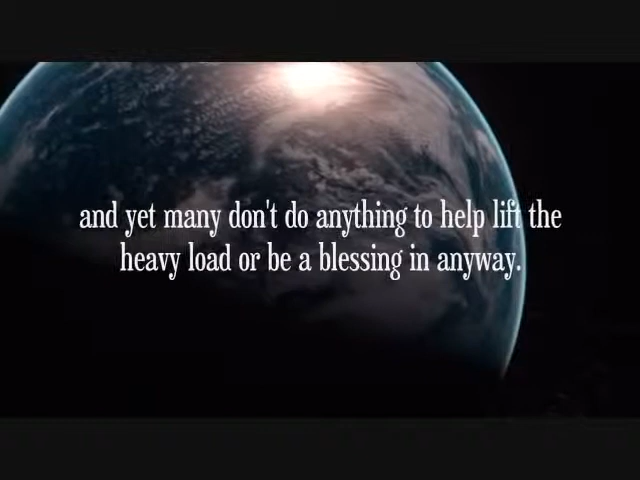 and yet many don't do anything to help lift the
heavy load or be a blessing in anyway.